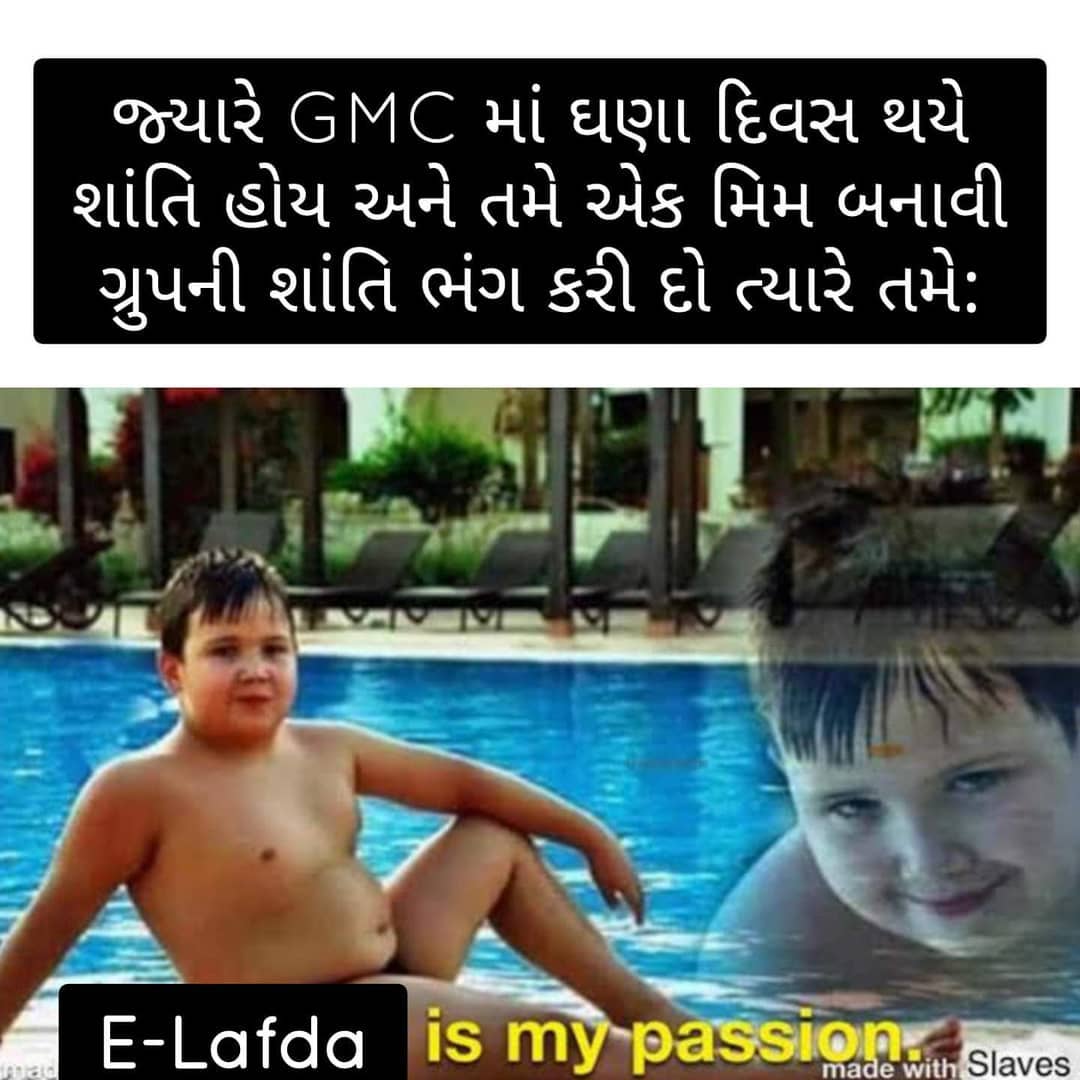 જ્યારે GMC માં ઘણા દિવસ થયે
શાંતિ હોય અને તમે એક મિમ બનાવી
ગ્રુપની શાંતિ ભંગ કરી દો ત્યારે તમે:
E-Lafda is my passion.
made with Slaves